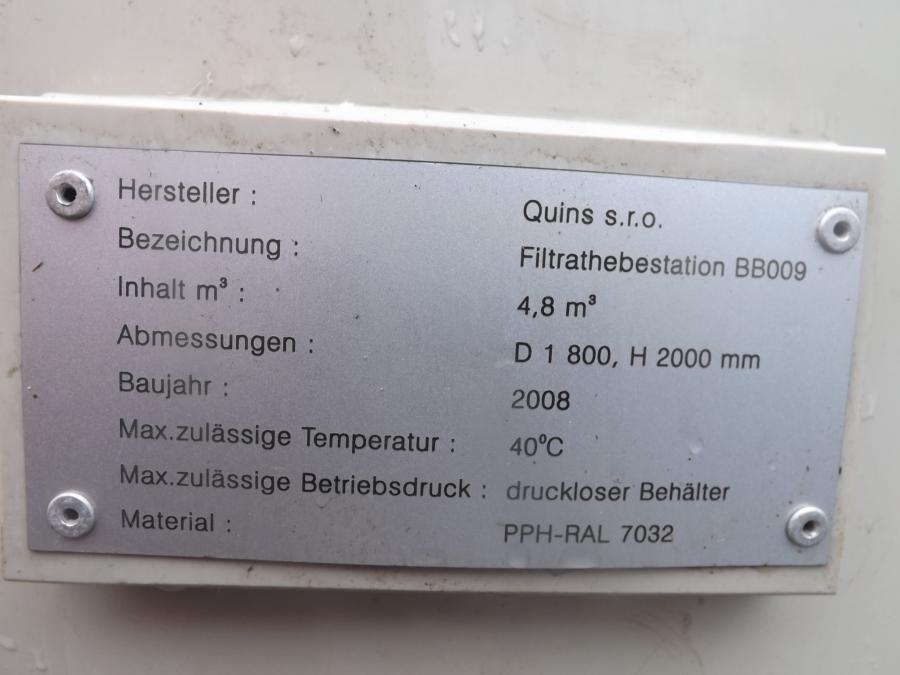 Hersteller : Quins s.r.o.
Bezeichnung : Filtrathebestation BB009
Inhalt m³ : 4,8 m³
Abmessungen : D 1 800, H 2000 mm
Baujahr : 2008
Max.zulässige Temperatur : 40°C
Max.zulässige Betriebsdruck : druckloser Behälter
Material : PPH-RAL 7032